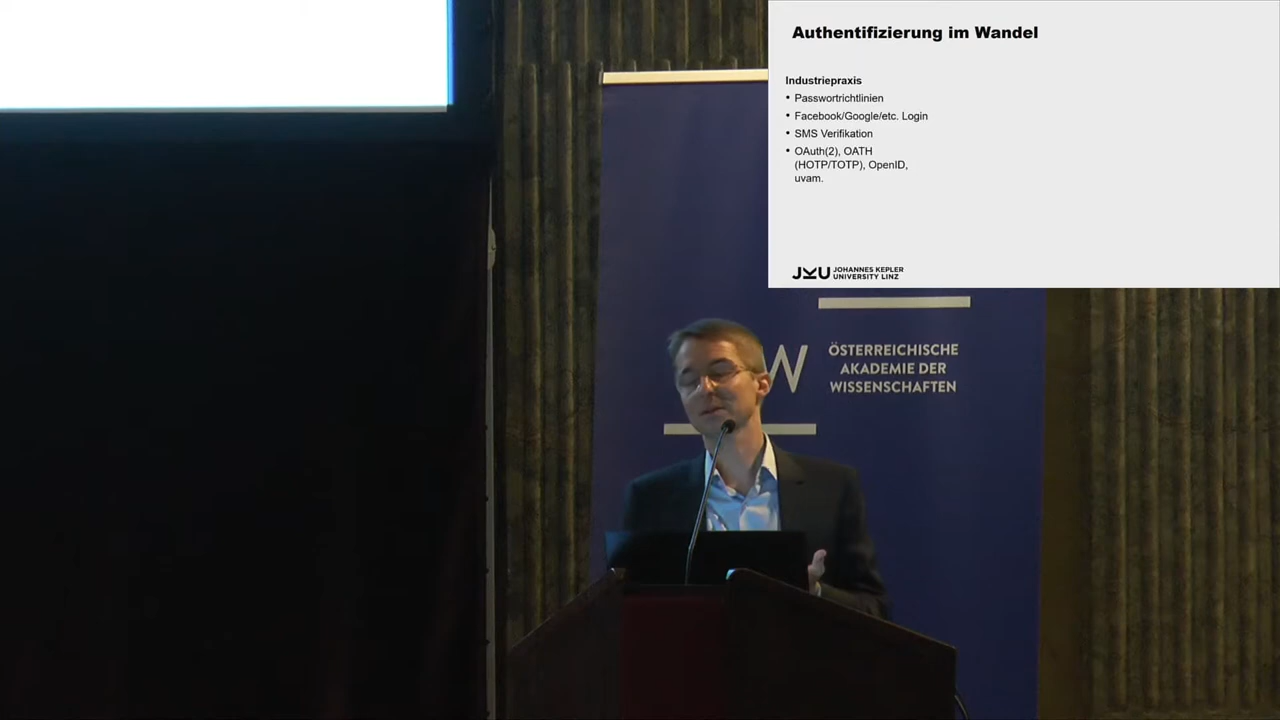 Authentifizierung im Wandel
Industriepraxis
• Passwortrichtlinien
• Facebook/Google/etc. Login
• SMS Verifikation
• OAuth(2), OATH
(HOTP/TOTP), OpenID,
uvam.
JKU JOHANNES KEPLER
UNIVERSITY LINZ
W
ÖSTERREICHISCHE
AKADEMIE DER
WISSENSCHAFTEN